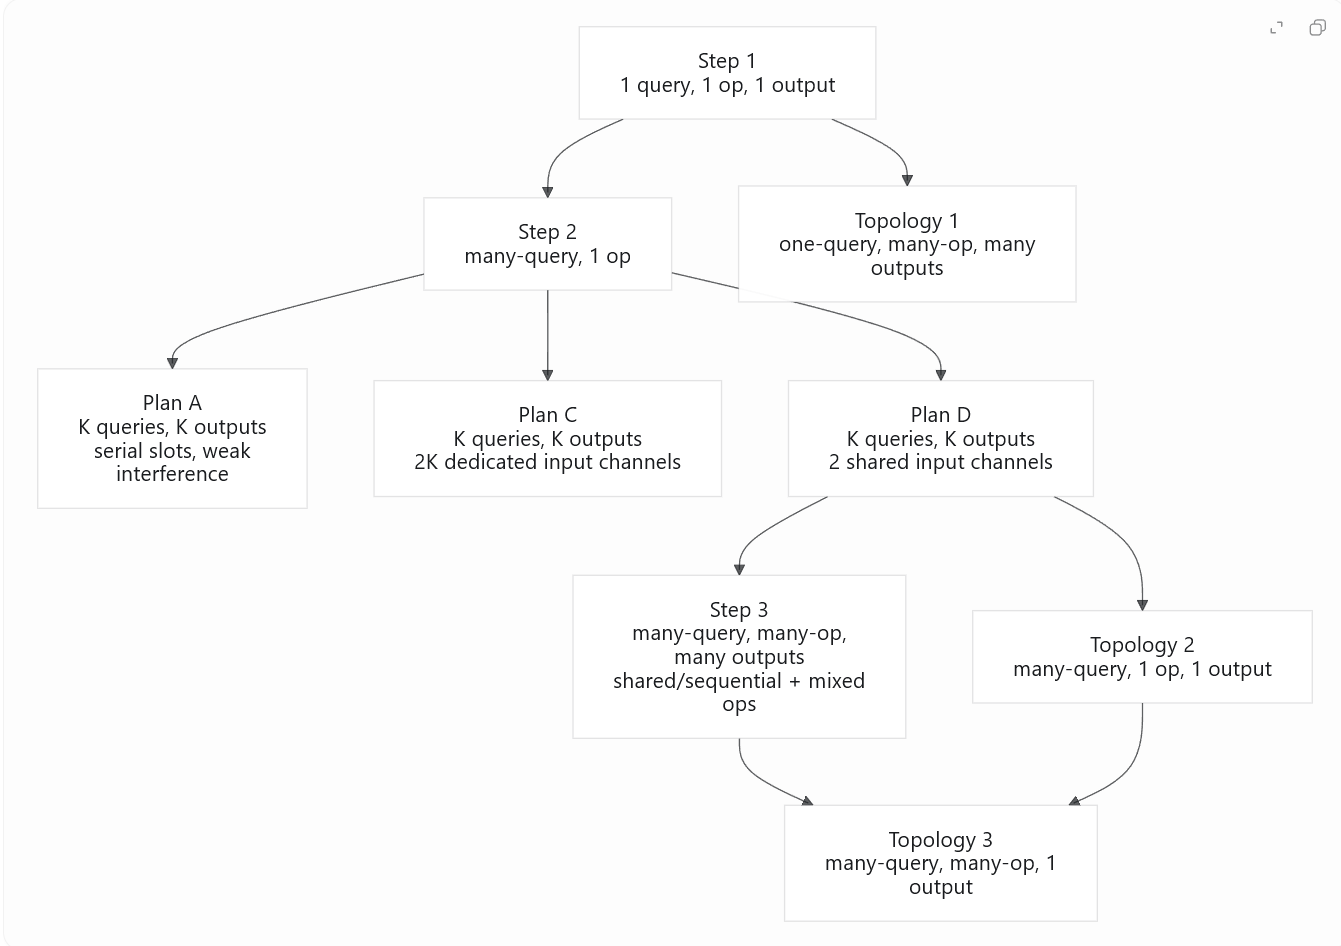 Step 1
1 query, 1 op, 1 output
Step 2
many-query, 1 op
Topology 1
one-query, many-op, many
outputs
Plan A
K queries, K outputs
serial slots, weak
interference
Plan C
K queries, K outputs
2K dedicated input channels
Plan D
K queries, K outputs
2 shared input channels
Step 3
many-query, many-op,
many outputs
shared/sequential + mixed
ops
Topology 2
many-query, 1 op, 1 output
Topology 3
many-query, many-op, 1
output